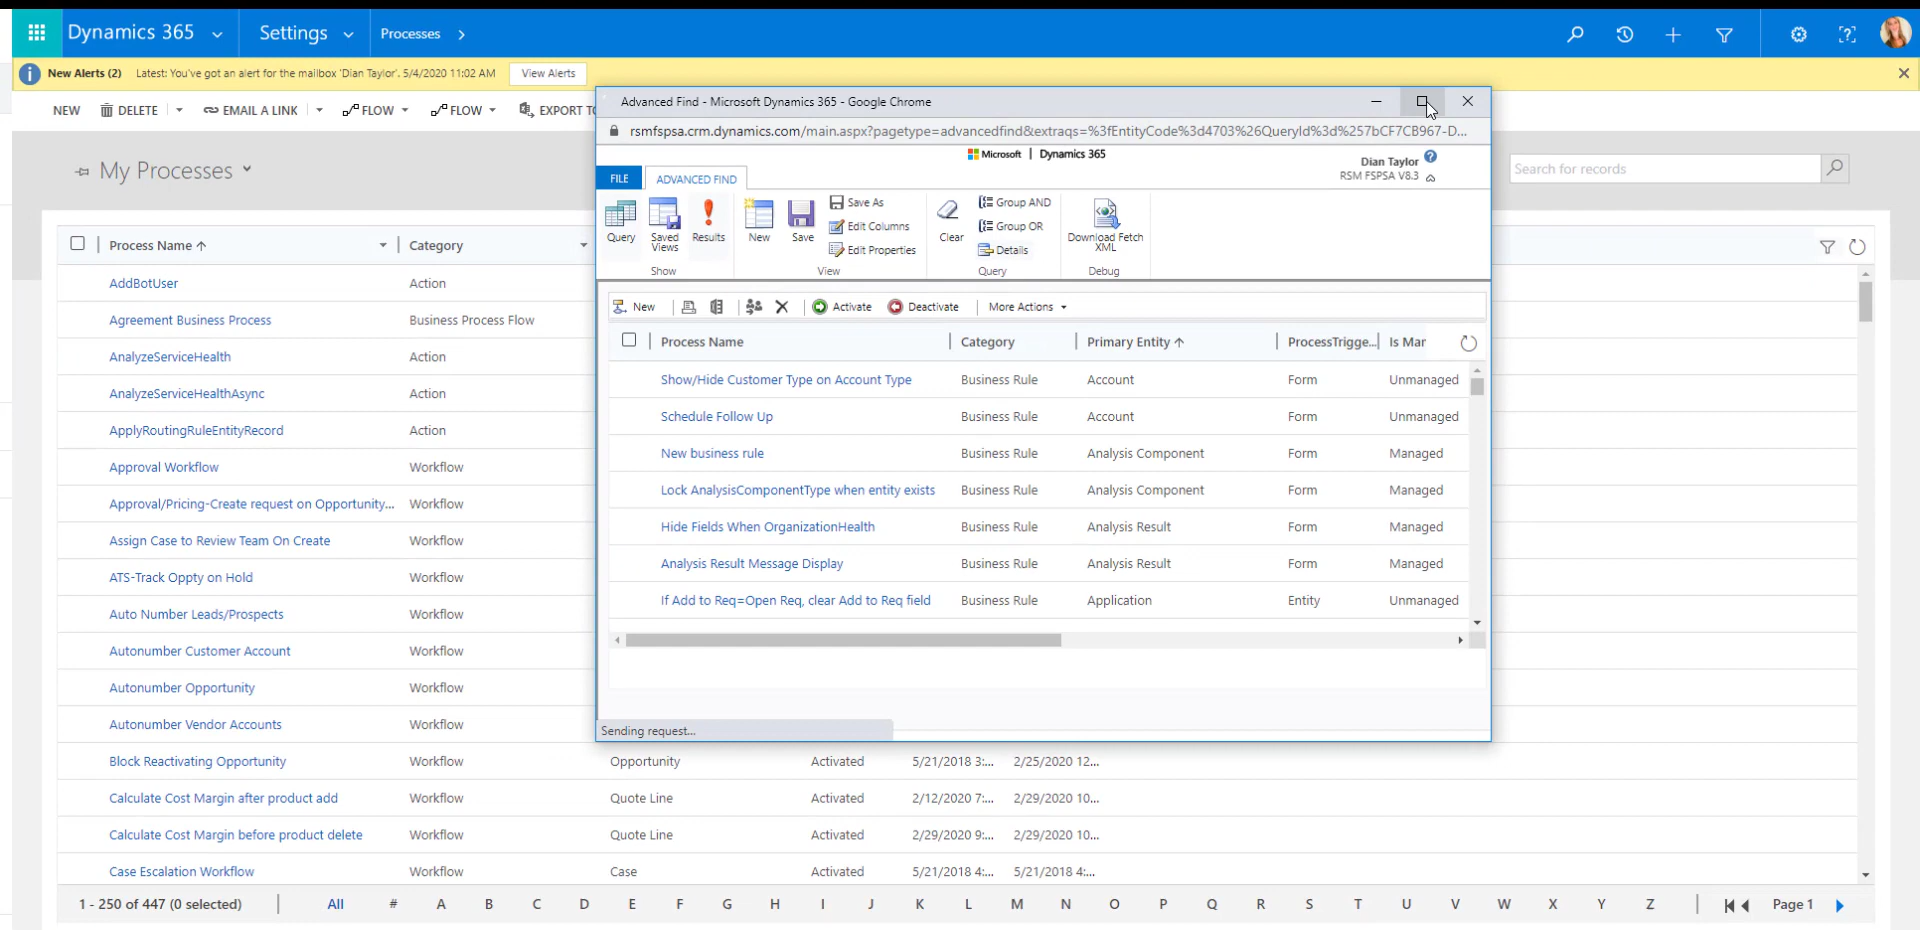 Dynamics 365
Settings
Processes
New Alerts (2) Latest: You've got an alert for the mailbox 'Dian Taylor'. 5/4/2020 11:02 AM View Alerts
NEW DELETE EMAIL A LINK FLOW FLOW EXPORT TO
My Processes
Search for records
Process Name Category
AddBotUser Action
Agreement Business Process Business Process Flow
AnalyzeServiceHealth Action
AnalyzeServiceHealthAsync Action
ApplyRoutingRuleEntityRecord Action
Approval Workflow Workflow
Approval/Pricing-Create request on Opportunity... Workflow
Assign Case to Review Team On Create Workflow
ATS-Track Oppty on Hold Workflow
Auto Number Leads/Prospects Workflow
Autonumber Customer Account Workflow
Autonumber Opportunity Workflow
Autonumber Vendor Accounts Workflow
Block Reactivating Opportunity Workflow Opportunity Activated 5/21/2018 3:... 2/25/2020 12...
Calculate Cost Margin after product add Workflow Quote Line Activated 2/12/2020 7:... 2/29/2020 10...
Calculate Cost Margin before product delete Workflow Quote Line Activated 2/29/2020 9:... 2/29/2020 10...
Case Escalation Workflow Workflow Case Activated 5/21/2018 4:... 5/21/2018 4:...
1 - 250 of 447 (0 selected) All # A B C D E F G H I J K L M N O P Q R S T U V W X Y Z Page 1
Advanced Find - Microsoft Dynamics 365 - Google Chrome
rsmfspsa.crm.dynamics.com/main.aspx?pagetype=advancedfind&extraqs=%3fEntityCode%3d4703%26QueryId%3d%257bCF7CB967-D...
Microsoft | Dynamics 365
Dian Taylor
RSM FSPSA V8.3
FILE ADVANCED FIND
Query Saved Views Results
Show
New Save Save As Edit Columns Edit Properties
View
Clear Group AND Group OR Details
Query
Download Fetch XML
Debug
New Activate Deactivate More Actions
Process Name Category Primary Entity ProcessTrigge... Is Mar
Show/Hide Customer Type on Account Type Business Rule Account Form Unmanaged
Schedule Follow Up Business Rule Account Form Unmanaged
New business rule Business Rule Analysis Component Form Managed
Lock AnalysisComponentType when entity exists Business Rule Analysis Component Form Managed
Hide Fields When OrganizationHealth Business Rule Analysis Result Form Managed
Analysis Result Message Display Business Rule Analysis Result Form Managed
If Add to Req=Open Req, clear Add to Req field Business Rule Application Entity Unmanaged
Sending request...